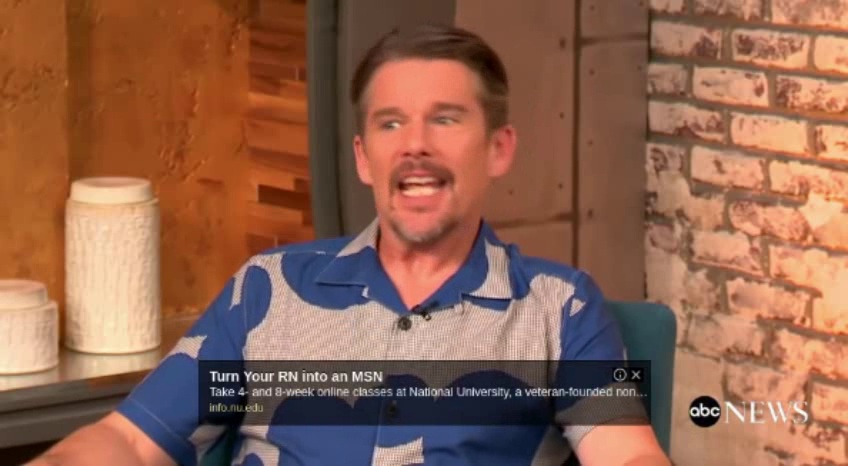 Turn Your RN into an MSN
Take 4- and 8-week online classes at National University, a veteran-founded non...
info.nu.edu
abc NEWS